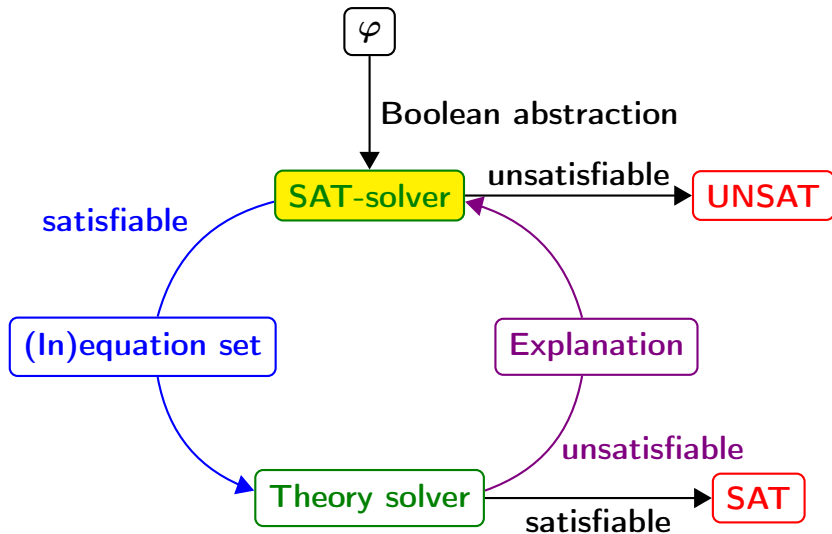 φ
Boolean abstraction
SAT-solver
unsatisfiable
UNSAT
satisfiable
(In)equation set
Explanation
unsatisfiable
Theory solver
satisfiable
SAT